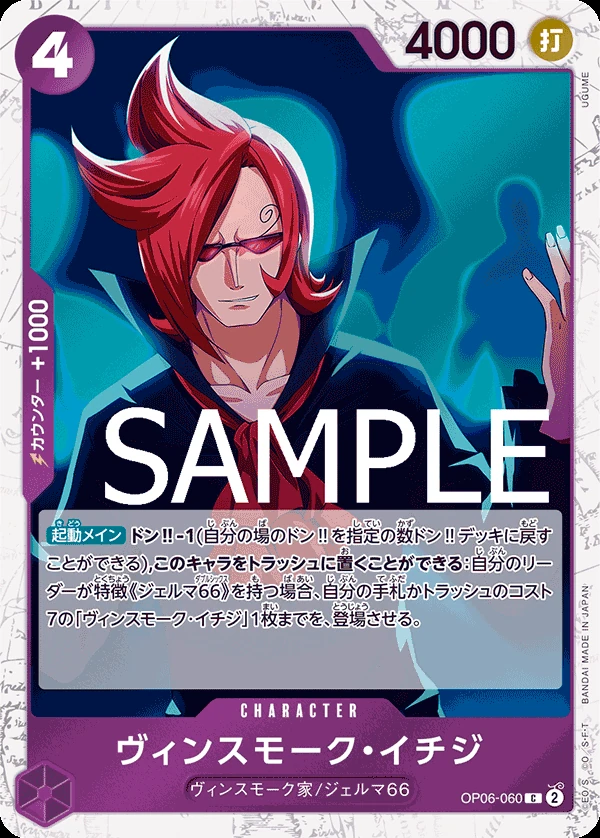 4
4000
打
UGUME
カウンター +1000
SAMPLE
起動メイン ドン!!-1(自分の場のドン!!を指定の数ドン!!デッキに戻す
ことができる),このキャラをトラッシュに置くことができる:自分のリー
ダーが特徴《ジェルマ66》を持つ場合、自分の手札かトラッシュのコスト
7の「ヴィンスモーク・イチジ」1枚までを、登場させる。
CHARACTER
ヴィンスモーク・イチジ
ヴィンスモーク家/ジェルマ66
OP06-060 C 2
©E.O./S.,F.,T. BANDAI MADE IN JAPAN